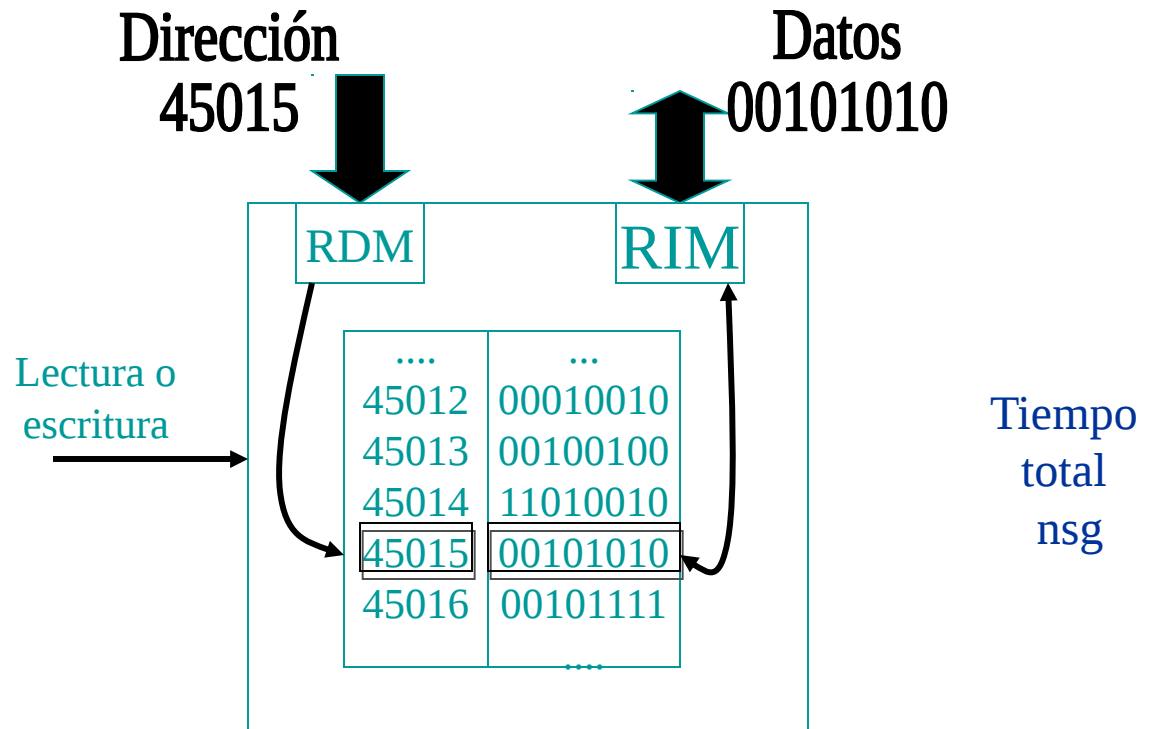 Dirección
45015
Datos
00101010
RDM
RIM
Lectura o
escritura
.... ...
45012 00010010
45013 00100100
45014 11010010
45015 00101010
45016 00101111
....
Tiempo
total
nsg